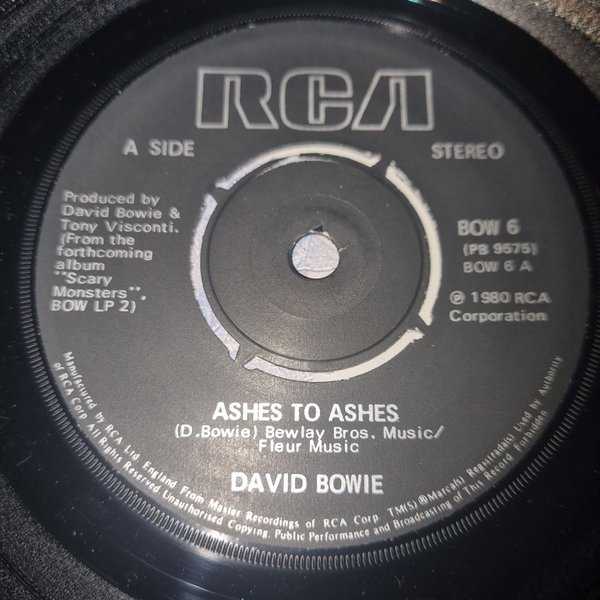 RCA
A SIDE
STEREO
Produced by
David Bowie &
Tony Visconti.
(From the
forthcoming
album
"Scary
Monsters".
BOW LP 2)
BOW 6
(PB 9575)
BOW 6 A
℗ 1980 RCA
Corporation
ASHES TO ASHES
(D.Bowie) Bewlay Bros. Music/
Fleur Music
DAVID BOWIE
Manufactured by RCA Ltd. England. From Master Recordings of RCA Corp. TM(S)®Marca(s) Registrada(s) Used by Authority
of RCA Corp. All Rights Reserved Unauthorised Copying, Public Performance and Broadcasting of This Record Forbidden